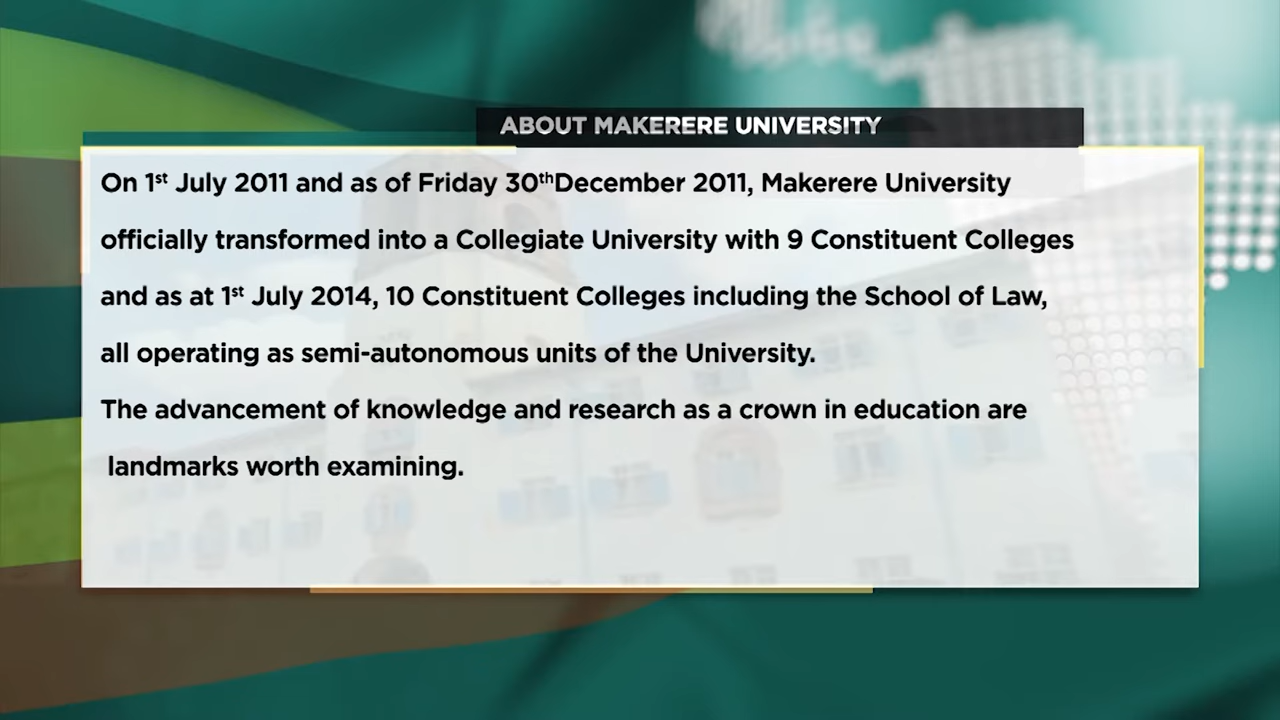 ABOUT MAKERERE UNIVERSITY
On 1st July 2011 and as of Friday 30thDecember 2011, Makerere University
officially transformed into a Collegiate University with 9 Constituent Colleges
and as at 1st July 2014, 10 Constituent Colleges including the School of Law,
all operating as semi-autonomous units of the University.
The advancement of knowledge and research as a crown in education are
landmarks worth examining.